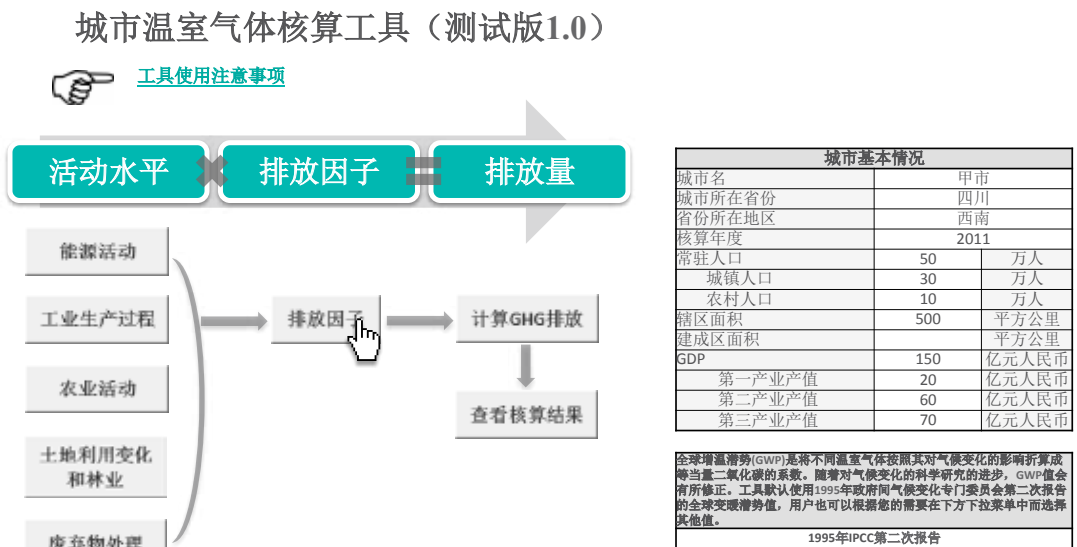 城市温室气体核算工具（测试版1.0）
工具使用注意事项
活动水平 × 排放因子 = 排放量
能源活动
工业生产过程
农业活动
土地利用变化
和林业
废弃物处理
排放因子
计算GHG排放
查看核算结果
城市基本情况
城市名 甲市
城市所在省份 四川
省份所在地区 西南
核算年度 2011
常驻人口 50 万人
城镇人口 30 万人
农村人口 10 万人
辖区面积 500 平方公里
建成区面积 平方公里
GDP 150 亿元人民币
第一产业产值 20 亿元人民币
第二产业产值 60 亿元人民币
第三产业产值 70 亿元人民币
全球增温潜势(GWP)是将不同温室气体按照其对气候变化的影响折算成
等当量二氧化碳的系数。随着对气候变化的科学研究的进步，GWP值会
有所修正。工具默认使用1995年政府间气候变化专门委员会第二次报告
的全球变暖潜势值，用户也可以根据您的需要在下方下拉菜单中而选择
其他值。
1995年IPCC第二次报告